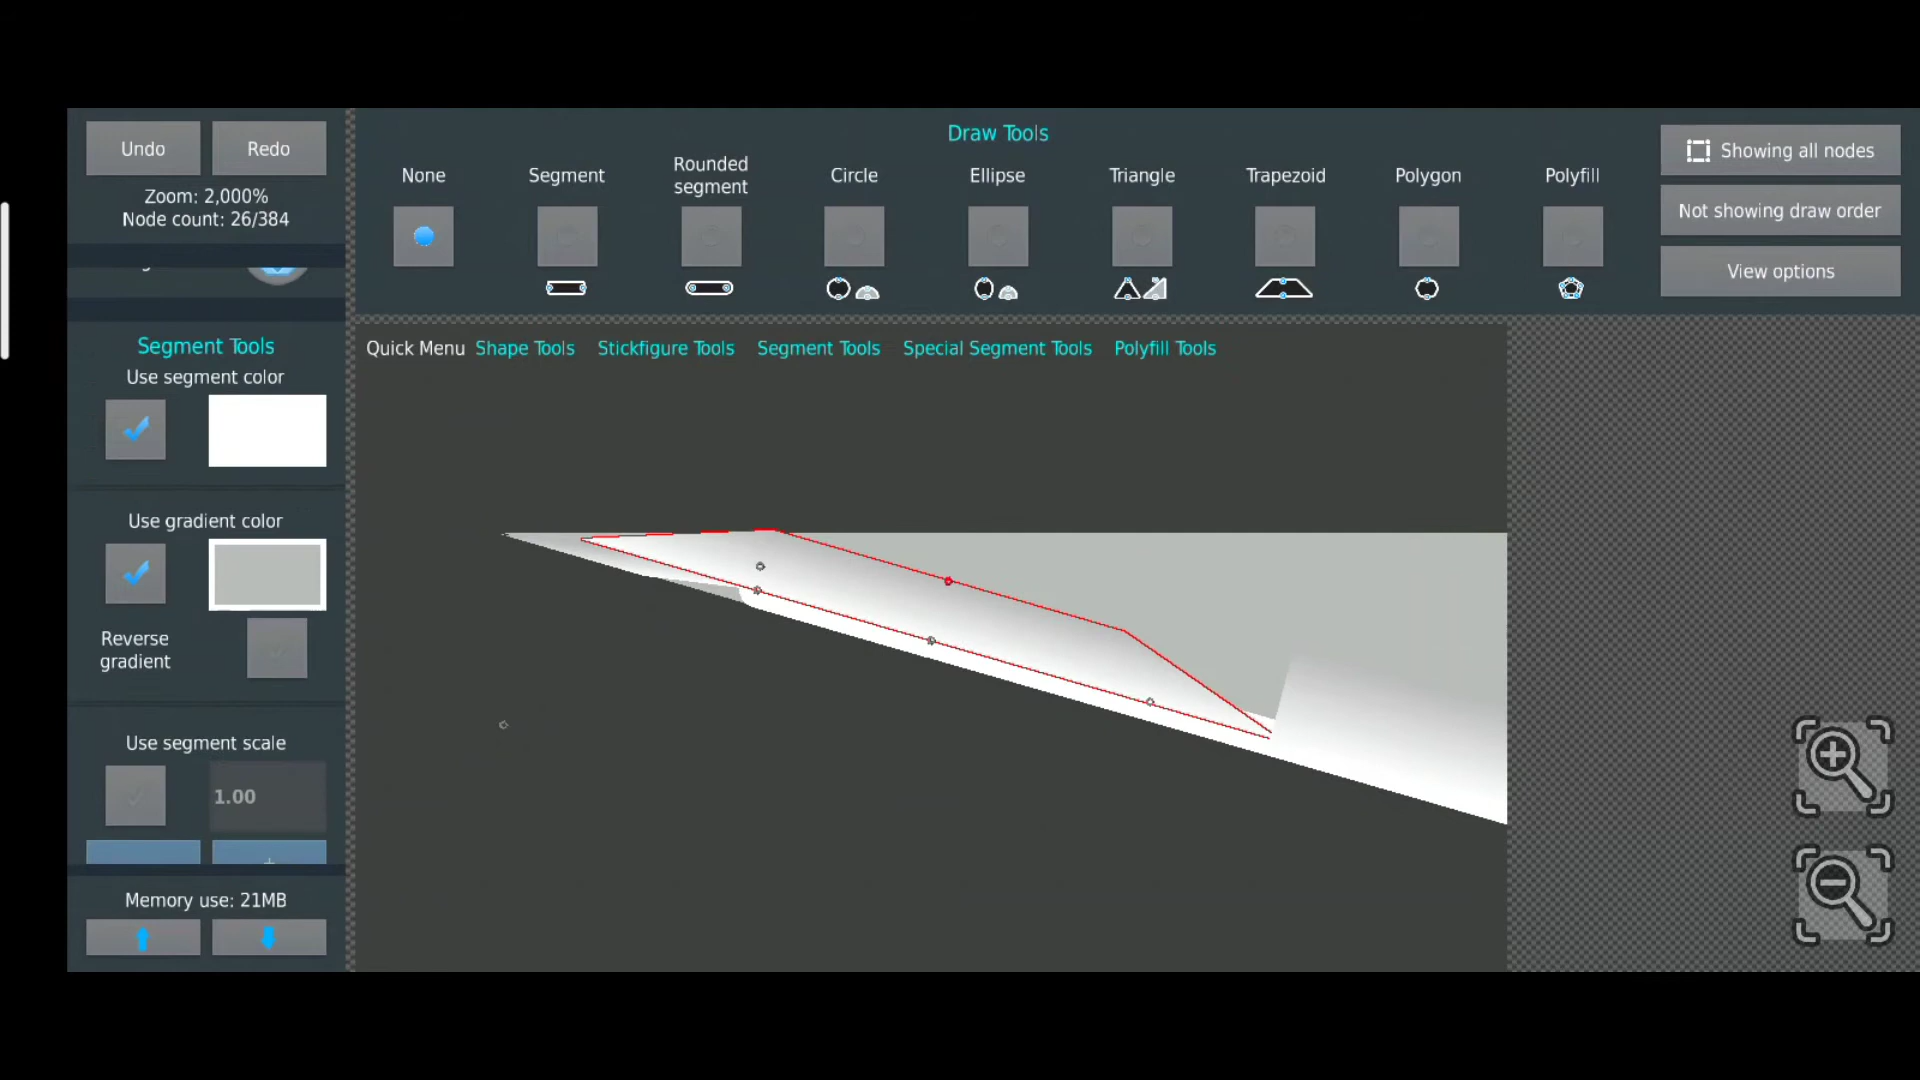 Undo
Redo
Zoom: 2,000%
Node count: 26/384
Segment Tools
Use segment color
Use gradient color
Reverse
gradient
Use segment scale
1.00
Memory use: 21MB
Draw Tools
None
Segment
Rounded
segment
Circle
Ellipse
Triangle
Trapezoid
Polygon
Polyfill
Showing all nodes
Not showing draw order
View options
Quick Menu Shape Tools Stickfigure Tools Segment Tools Special Segment Tools Polyfill Tools